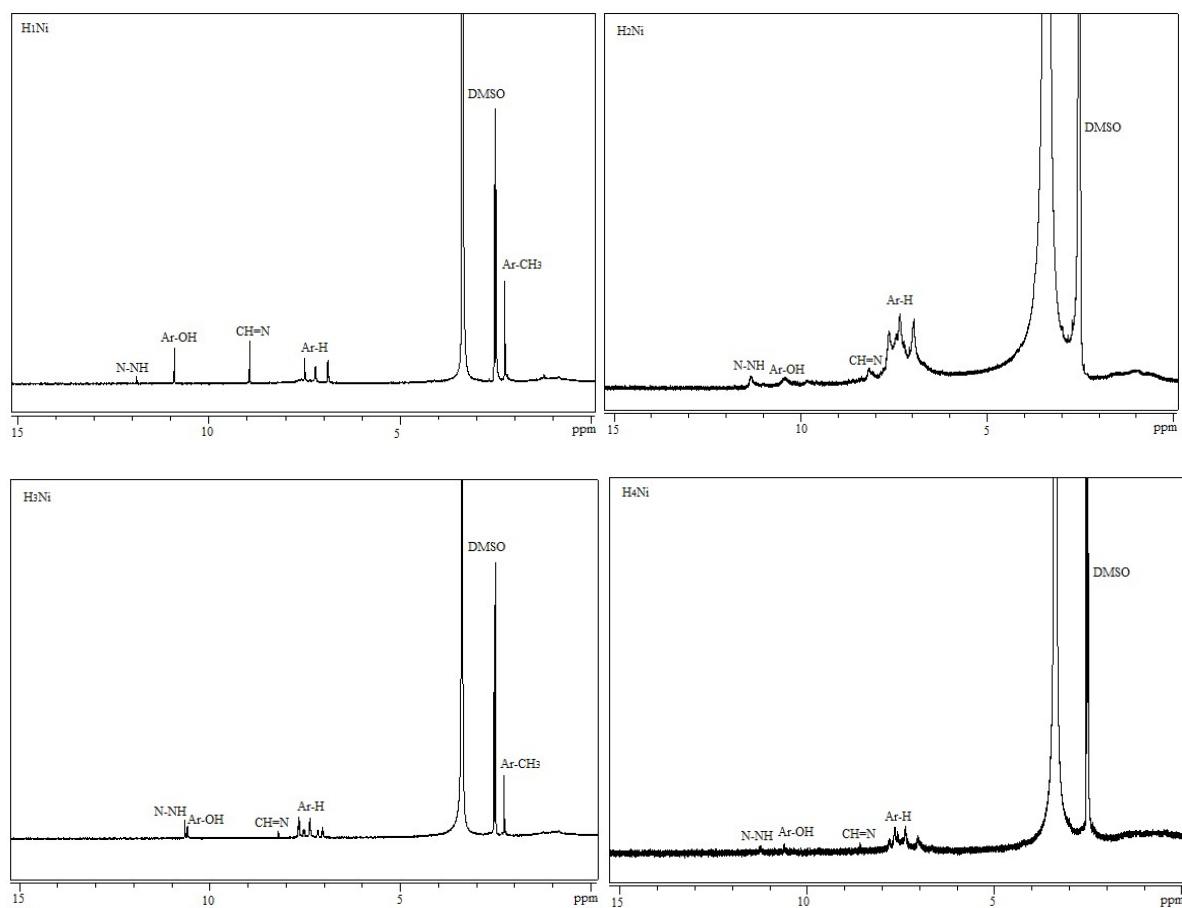 H1Ni
DMSO
Ar-CH3
Ar-OH
CH=N
Ar-H
N-NH
15
10
5
ppm
H2Ni
DMSO
Ar-H
N-NH
Ar-OH
CH=N
15
10
5
ppm
H3Ni
DMSO
Ar-CH3
N-NH
Ar-OH
CH=N
Ar-H
15
10
5
ppm
H4Ni
DMSO
N-NH
Ar-OH
CH=N
Ar-H
15
10
5
ppm